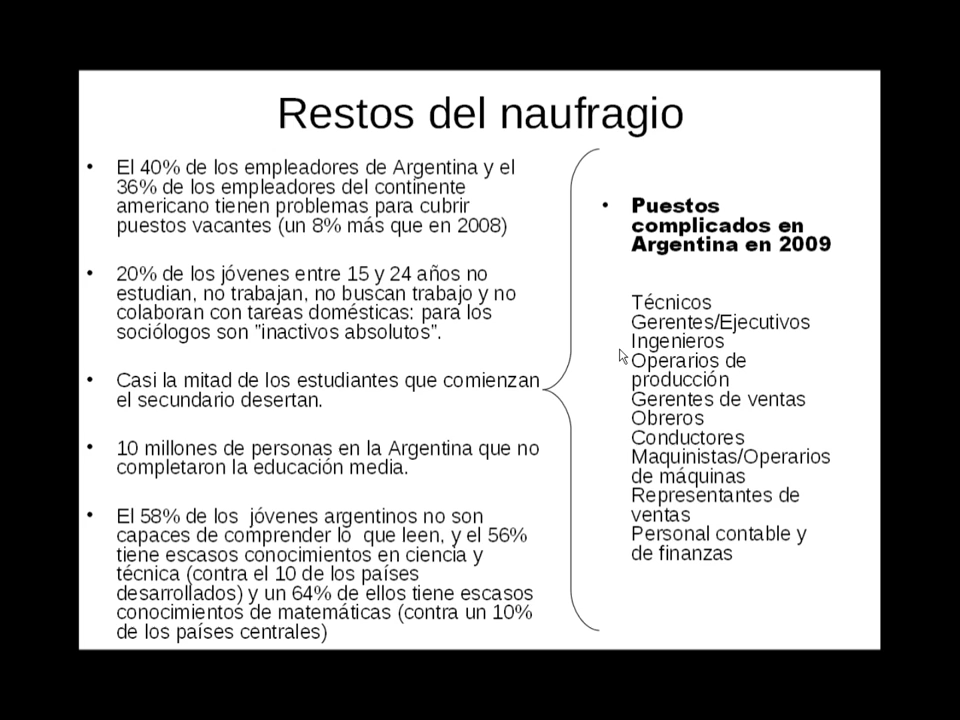 Restos del naufragio
• El 40% de los empleadores de Argentina y el
36% de los empleadores del continente
americano tienen problemas para cubrir
puestos vacantes (un 8% más que en 2008)
• 20% de los jóvenes entre 15 y 24 años no
estudian, no trabajan, no buscan trabajo y no
colaboran con tareas domésticas: para los
sociólogos son ”inactivos absolutos”.
• Casi la mitad de los estudiantes que comienzan
el secundario desertan.
• 10 millones de personas en la Argentina que no
completaron la educación media.
• El 58% de los jóvenes argentinos no son
capaces de comprender lo que leen, y el 56%
tiene escasos conocimientos en ciencia y
técnica (contra el 10 de los países
desarrollados) y un 64% de ellos tiene escasos
conocimientos de matemáticas (contra un 10%
de los países centrales)
• Puestos
complicados en
Argentina en 2009
Técnicos
Gerentes/Ejecutivos
Ingenieros
Operarios de
producción
Gerentes de ventas
Obreros
Conductores
Maquinistas/Operarios
de máquinas
Representantes de
ventas
Personal contable y
de finanzas